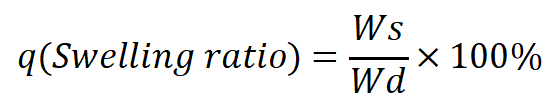 q(Swelling ratio) = Ws/Wd × 100%